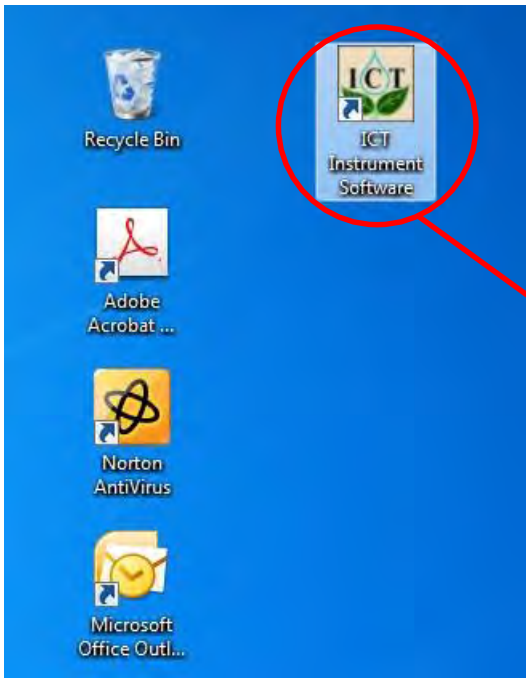 Recycle Bin
ICT
ICT
Instrument
Software
Adobe
Acrobat ...
Norton
AntiVirus
Microsoft
Office Outl...